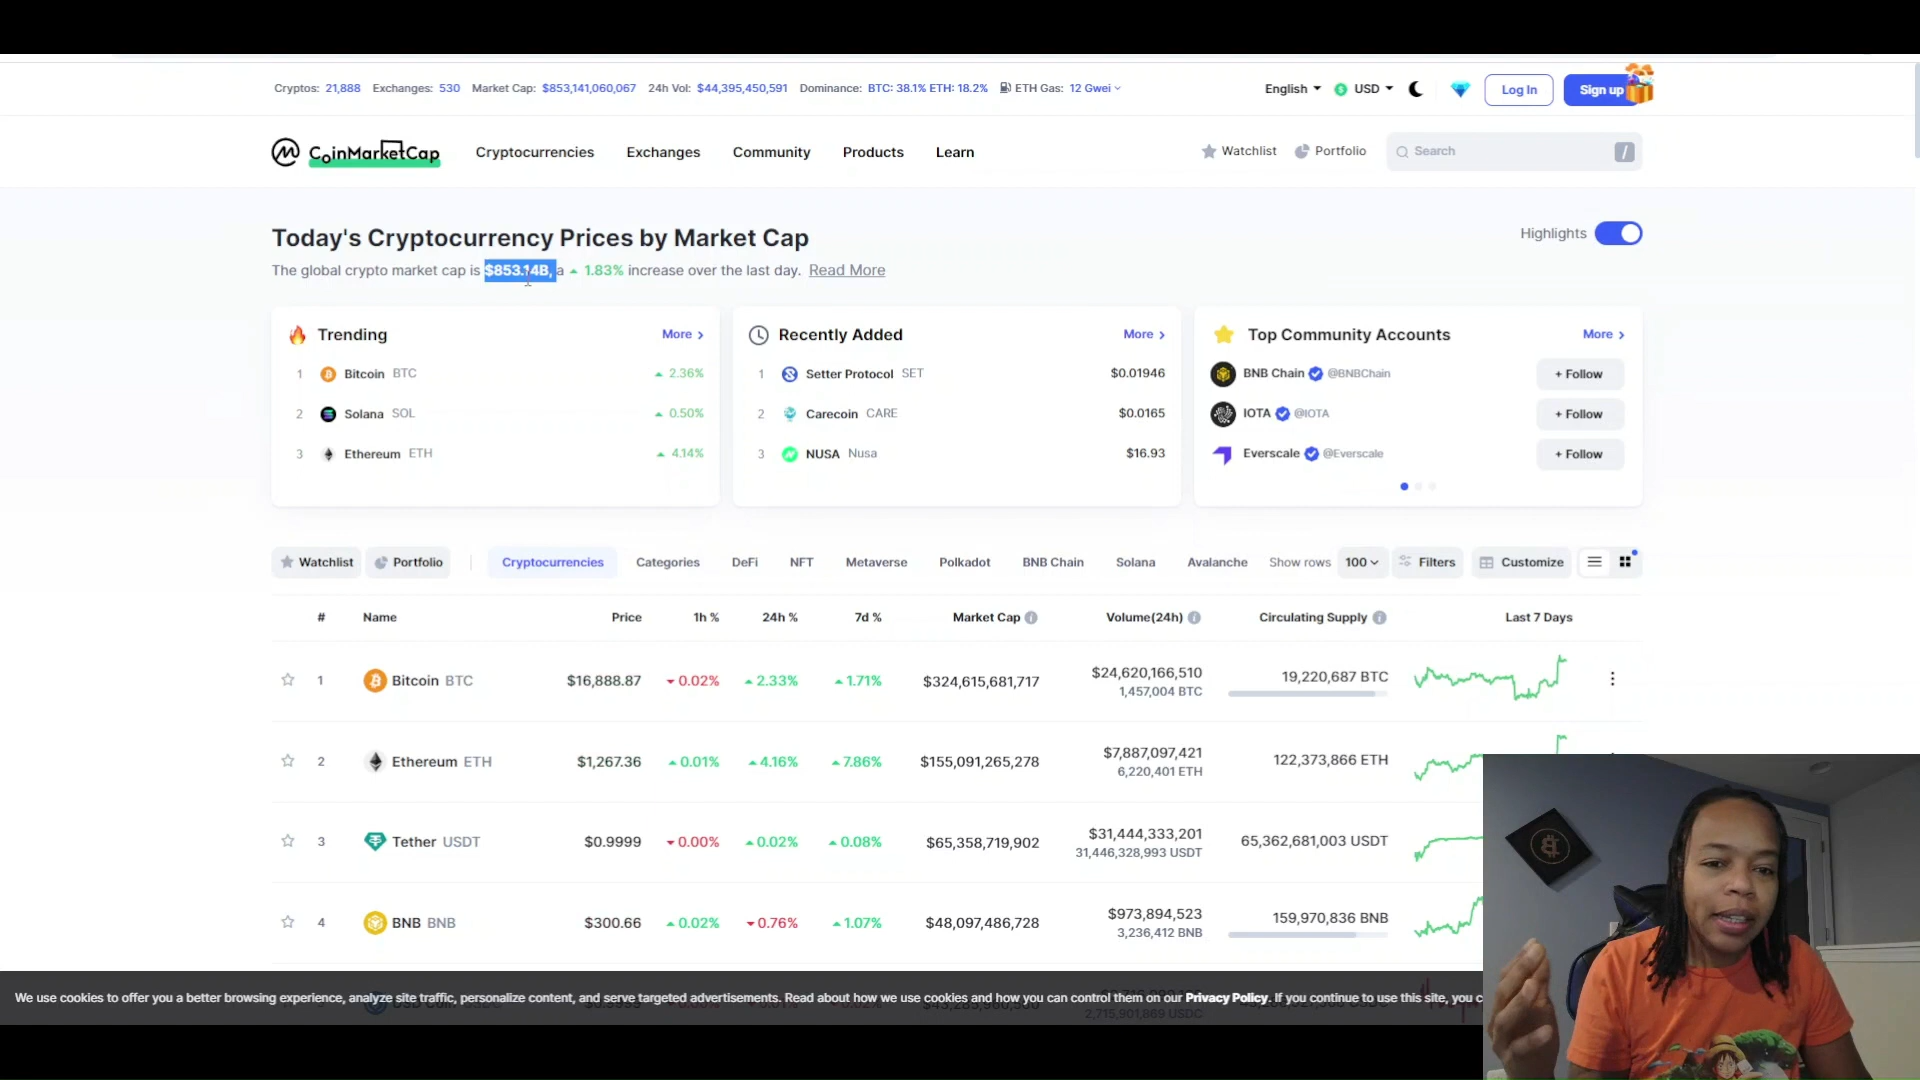 Cryptos: 21,888 Exchanges: 530 Market Cap: $853,141,060,067 24h Vol: $44,395,450,591 Dominance: BTC: 38.1% ETH: 18.2% ETH Gas: 12 Gwei English USD Log In Sign up
CoinMarketCap Cryptocurrencies Exchanges Community Products Learn Watchlist Portfolio Search /
Today's Cryptocurrency Prices by Market Cap Highlights
The global crypto market cap is $853.14B, a 1.83% increase over the last day. Read More
Trending More
1 Bitcoin BTC 2.36%
2 Solana SOL 0.50%
3 Ethereum ETH 4.14%
Recently Added More
1 Setter Protocol SET $0.01946
2 Carecoin CARE $0.0165
3 NUSA Nusa $16.93
Top Community Accounts More
BNB Chain @BNBChain + Follow
IOTA @IOTA + Follow
Everscale @Everscale + Follow
Watchlist Portfolio Cryptocurrencies Categories DeFi NFT Metaverse Polkadot BNB Chain Solana Avalanche Show rows 100 Filters Customize
# Name Price 1h % 24h % 7d % Market Cap Volume(24h) Circulating Supply Last 7 Days
1 Bitcoin BTC $16,888.87 0.02% 2.33% 1.71% $324,615,681,717 $24,620,166,510 19,220,687 BTC
1,457,004 BTC
2 Ethereum ETH $1,267.36 0.01% 4.16% 7.86% $155,091,265,278 $7,887,097,421 122,373,866 ETH
6,220,401 ETH
3 Tether USDT $0.9999 0.00% 0.02% 0.08% $65,358,719,902 $31,444,333,201 65,362,681,003 USDT
31,446,328,993 USDT
4 BNB BNB $300.66 0.02% 0.76% 1.07% $48,097,486,728 $973,894,523 159,970,836 BNB
3,236,412 BNB
We use cookies to offer you a better browsing experience, analyze site traffic, personalize content, and serve targeted advertisements. Read about how we use cookies and how you can control them on our Privacy Policy. If you continue to use this site, you c
2,715,901,869 USDC